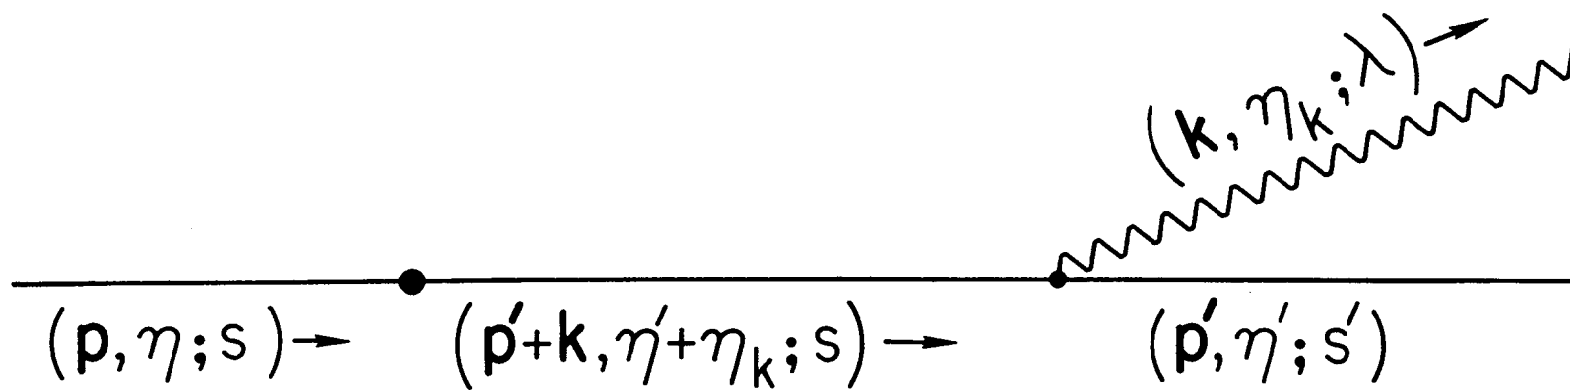 (k, η_k; λ) →
(p, η; s) → (p′+k, η′+η_k; s) → (p′, η′; s′)